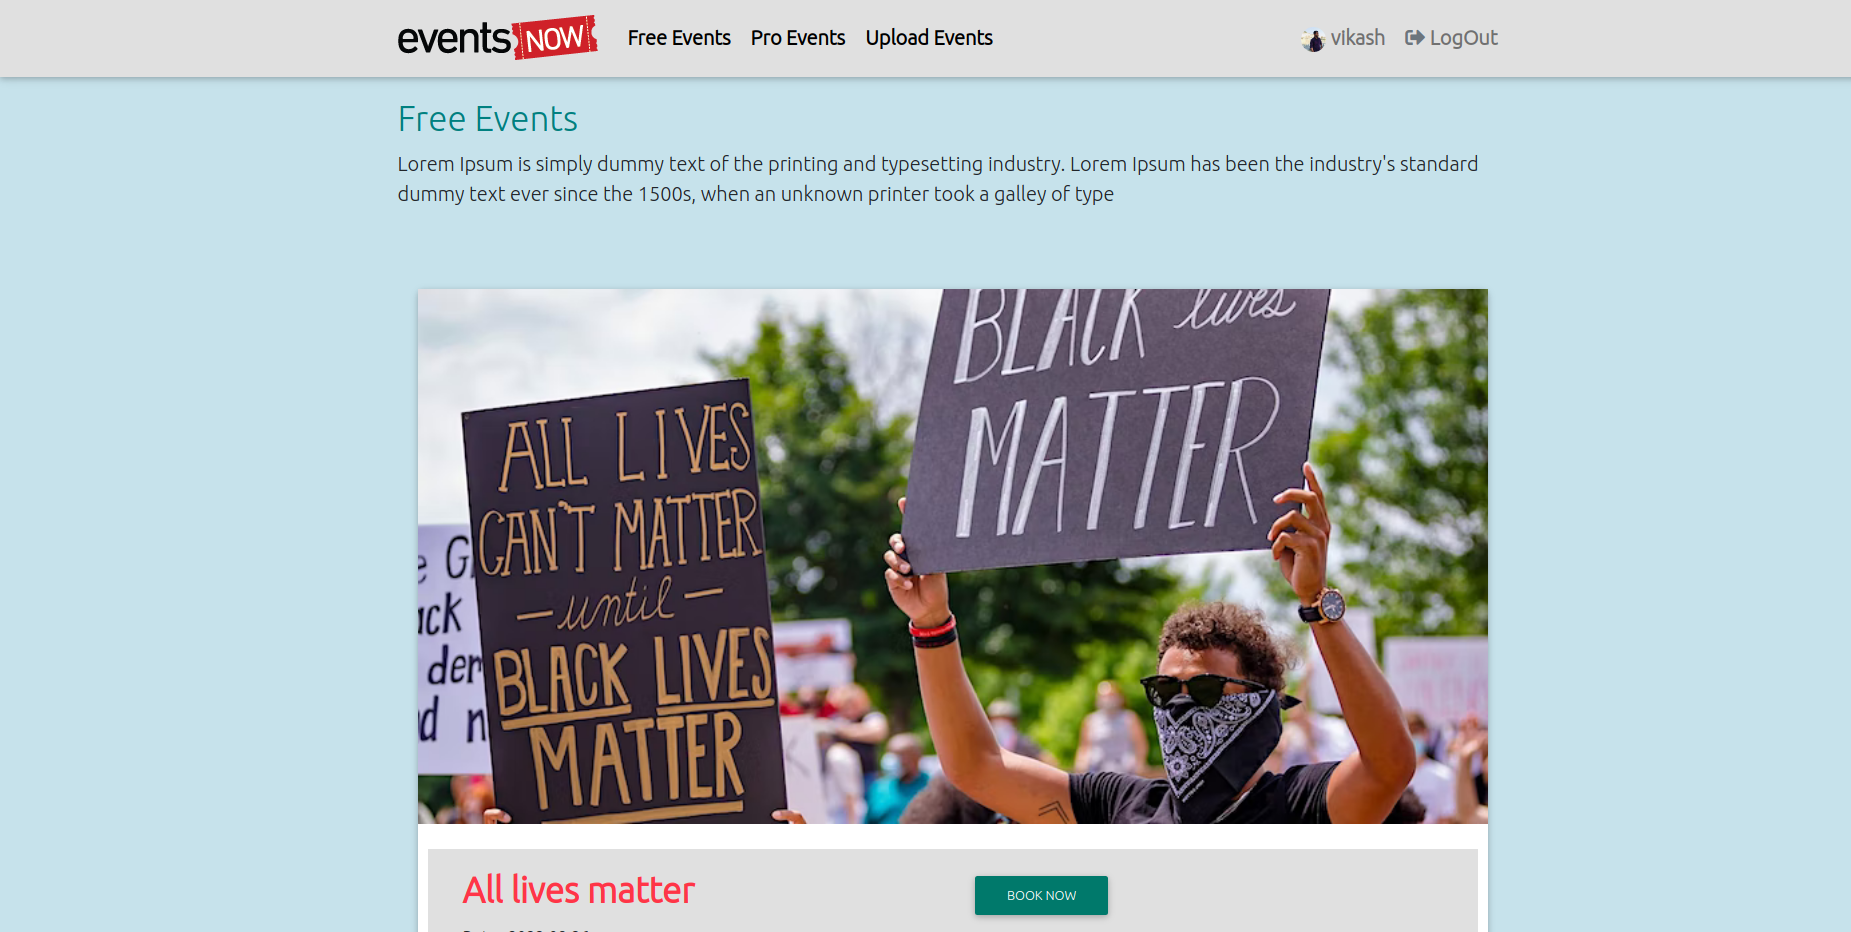 events NOW
Free Events
Pro Events
Upload Events
vikash
LogOut
Free Events
Lorem Ipsum is simply dummy text of the printing and typesetting industry. Lorem Ipsum has been the industry's standard
dummy text ever since the 1500s, when an unknown printer took a galley of type
BLACK lives
MATTER
ALL LIVES
CAN'T MATTER
— until —
BLACK LIVES
MATTER
All lives matter
BOOK NOW